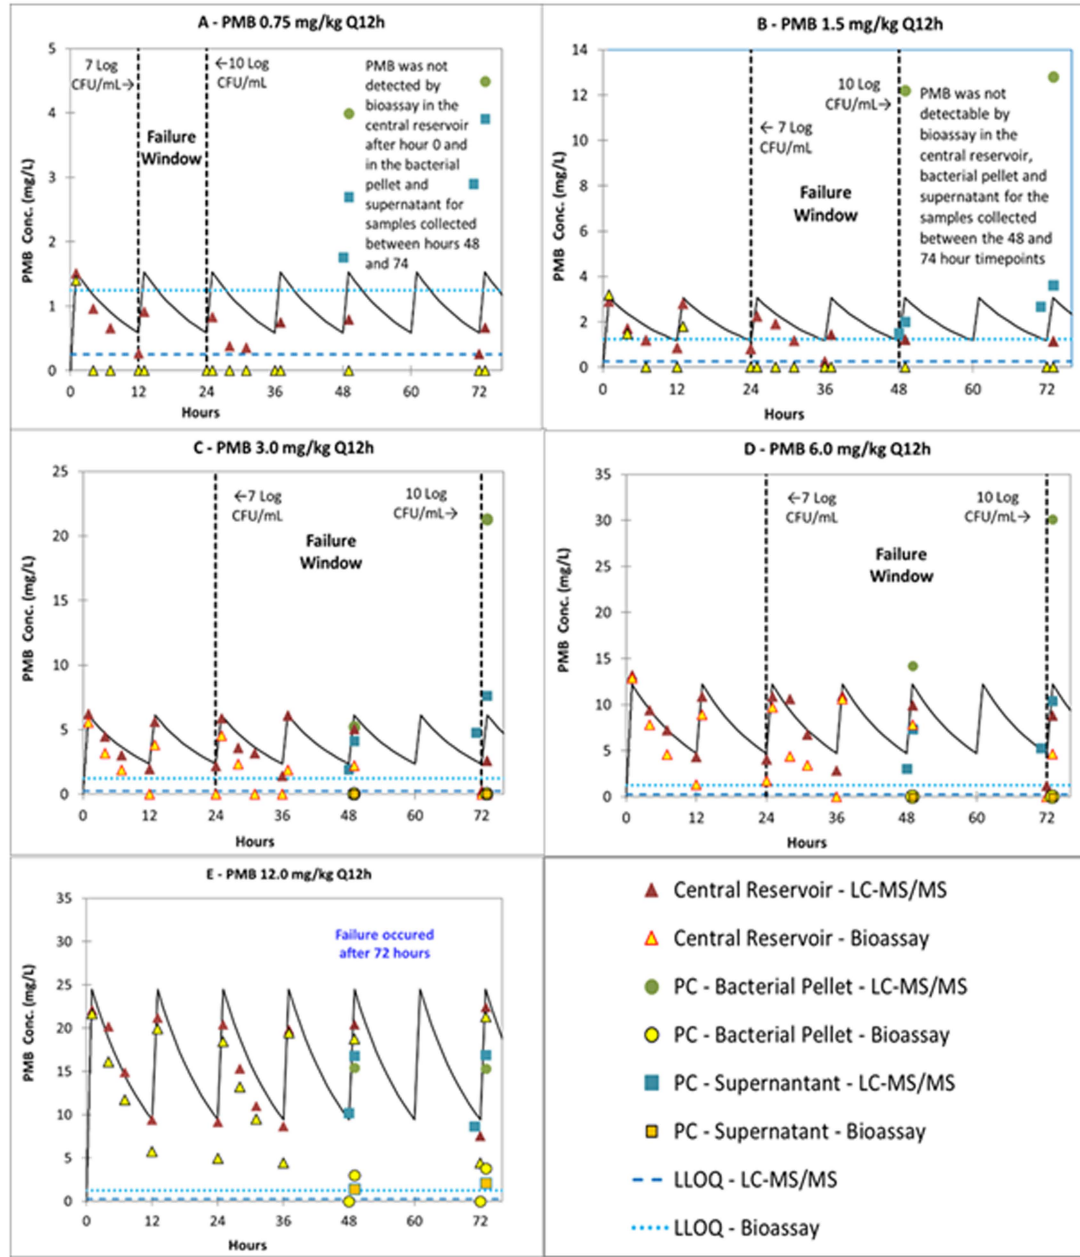 A - PMB 0.75 mg/kg Q12h
PMB Conc. (mg/L)
5
4
3
2
1
0
7 Log
CFU/mL→
←10 Log
CFU/mL
Failure
Window
PMB was not
detected by
bioassay in the
central reservoir
after hour 0 and
in the bacterial
pellet and
supernatant for
samples collected
between hours 48
and 74
0 12 24 36 48 60 72
Hours
B - PMB 1.5 mg/kg Q12h
PMB Conc. (mg/L)
14
12
10
8
6
4
2
0
10 Log
CFU/mL→
← 7 Log
CFU/mL
Failure
Window
PMB was not
detectable by
bioassay in the
central reservoir,
bacterial pellet and
supernatant for the
samples collected
between the 48 and
74 hour timepoints
0 12 24 36 48 60 72
Hours
C - PMB 3.0 mg/kg Q12h
PMB Conc. (mg/L)
25
20
15
10
5
0
←7 Log
CFU/mL
10 Log
CFU/mL→
Failure
Window
0 12 24 36 48 60 72
Hours
D - PMB 6.0 mg/kg Q12h
PMB Conc. (mg/L)
35
30
25
20
15
10
5
0
←7 Log
CFU/mL
10 Log
CFU/mL→
Failure
Window
0 12 24 36 48 60 72
Hours
E - PMB 12.0 mg/kg Q12h
PMB Conc. (mg/L)
35
30
25
20
15
10
5
0
Failure occured
after 72 hours
0 12 24 36 48 60 72
Hours
Central Reservoir - LC-MS/MS
Central Reservoir - Bioassay
PC - Bacterial Pellet - LC-MS/MS
PC - Bacterial Pellet - Bioassay
PC - Supernantant - LC-MS/MS
PC - Supernatant - Bioassay
LLOQ - LC-MS/MS
LLOQ - Bioassay